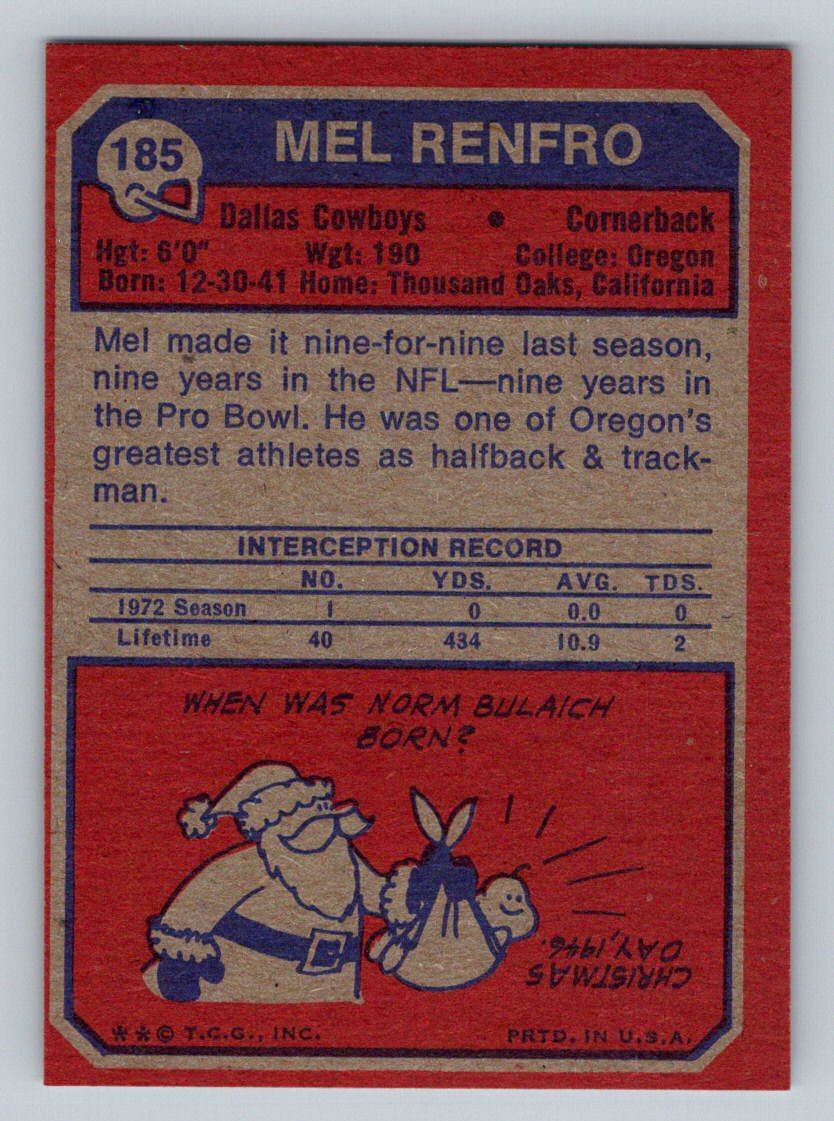 185
MEL RENFRO
Dallas Cowboys • Cornerback
Hgt: 6'0" Wgt: 190 College: Oregon
Born: 12-30-41 Home: Thousand Oaks, California
Mel made it nine-for-nine last season,
nine years in the NFL—nine years in
the Pro Bowl. He was one of Oregon's
greatest athletes as halfback & track-
man.
INTERCEPTION RECORD
NO. YDS. AVG. TDS.
1972 Season 1 0 0.0 0
Lifetime 40 434 10.9 2
WHEN WAS NORM BULAICH
BORN?
CHRISTMAS
DAY, 1946.
**© T.C.G., INC. PRTD. IN U.S.A.